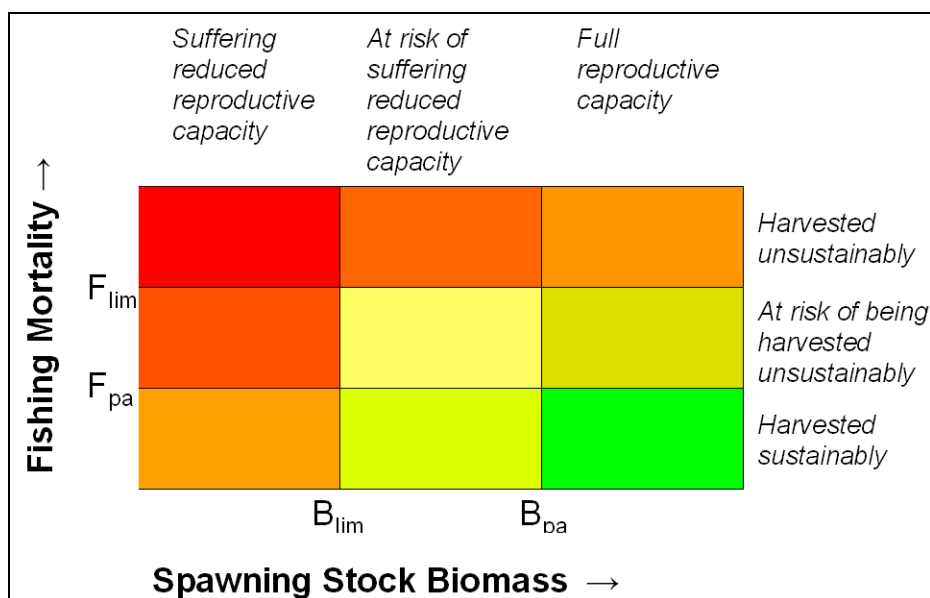 Suffering
reduced
reproductive
capacity
At risk of
suffering
reduced
reproductive
capacity
Full
reproductive
capacity
Fishing Mortality →
Harvested
unsustainably
F_lim
At risk of being
harvested
unsustainably
F_pa
Harvested
sustainably
B_lim
B_pa
Spawning Stock Biomass →